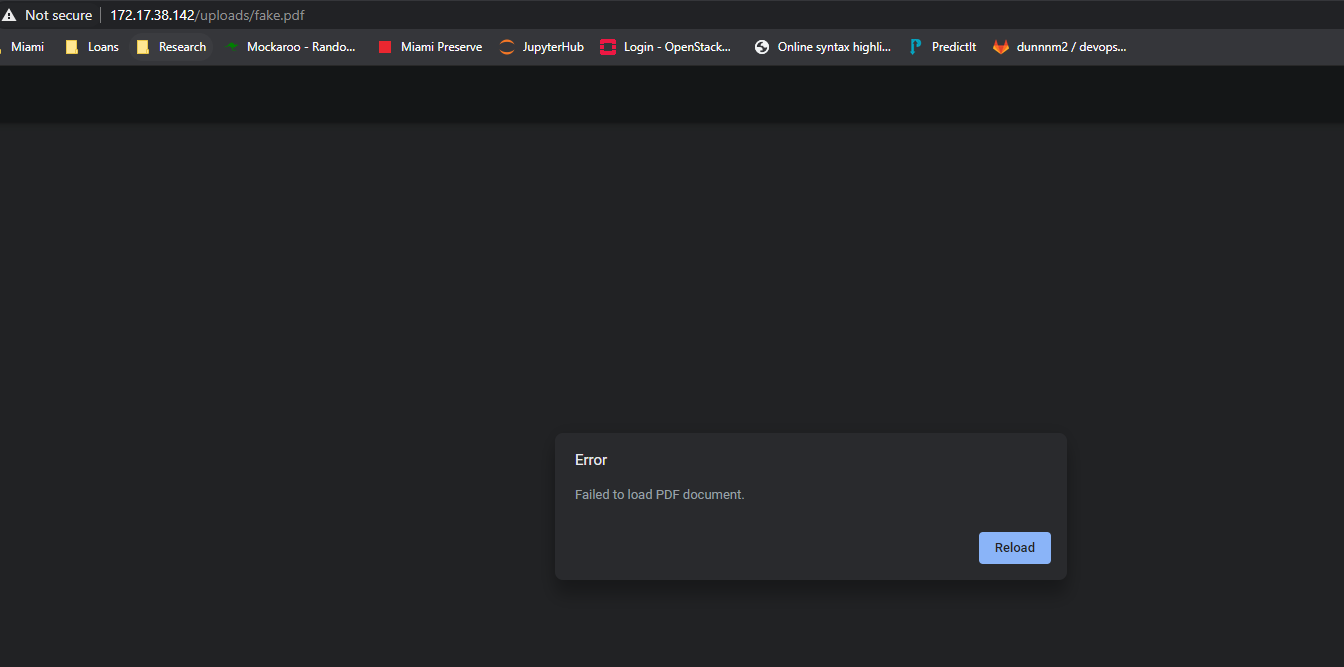 Not secure 172.17.38.142/uploads/fake.pdf
Miami Loans Research Mockaroo - Rando... Miami Preserve JupyterHub Login - OpenStack... Online syntax highli... PredictIt dunnnm2 / devops...
Error
Failed to load PDF document.
Reload